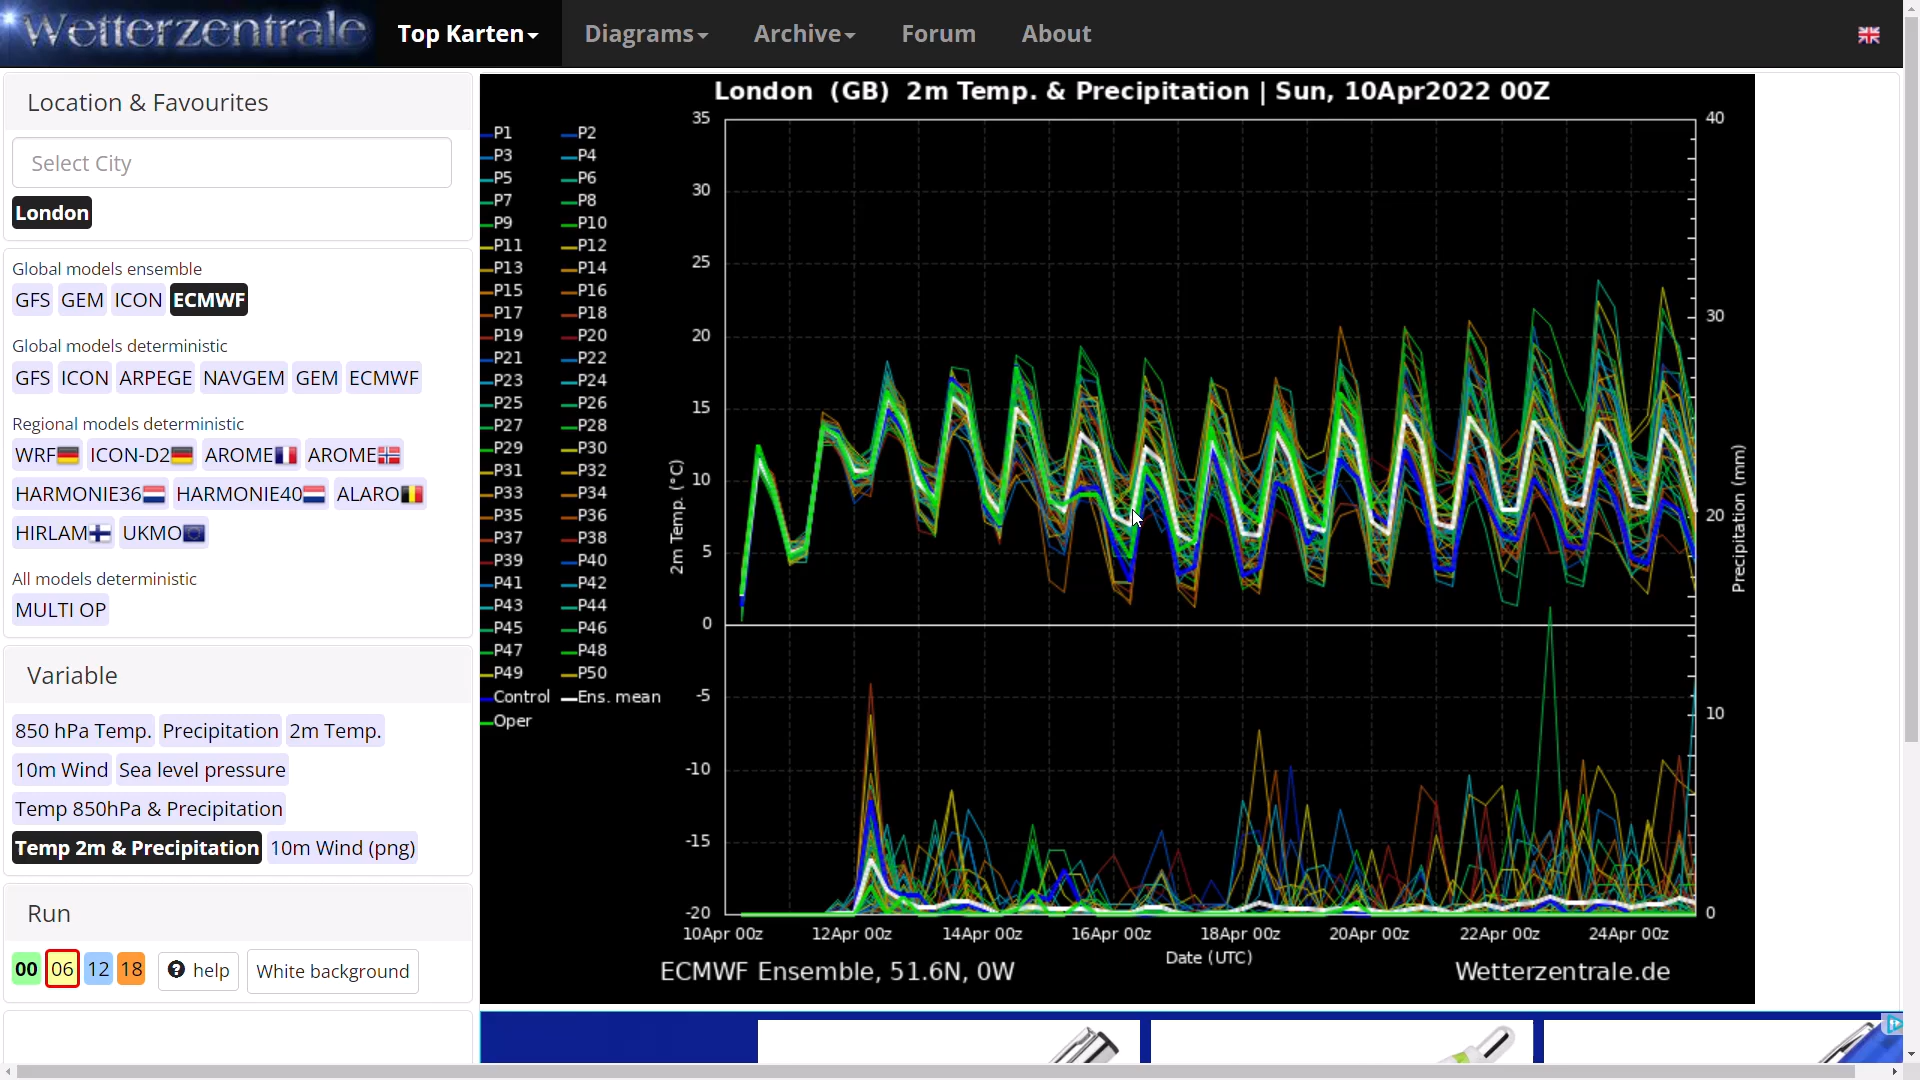 Wetterzentrale
Top Karten
Diagrams
Archive
Forum
About
Location & Favourites
Select City
London
Global models ensemble
GFS GEM ICON ECMWF
Global models deterministic
GFS ICON ARPEGE NAVGEM GEM ECMWF
Regional models deterministic
WRF ICON-D2 AROME AROME
HARMONIE36 HARMONIE40 ALARO
HIRLAM UKMO
All models deterministic
MULTI OP
Variable
850 hPa Temp. Precipitation 2m Temp.
10m Wind Sea level pressure
Temp 850hPa & Precipitation
Temp 2m & Precipitation 10m Wind (png)
Run
00 06 12 18 help White background
London (GB) 2m Temp. & Precipitation | Sun, 10Apr2022 00Z
P1 P2
P3 P4
P5 P6
P7 P8
P9 P10
P11 P12
P13 P14
P15 P16
P17 P18
P19 P20
P21 P22
P23 P24
P25 P26
P27 P28
P29 P30
P31 P32
P33 P34
P35 P36
P37 P38
P39 P40
P41 P42
P43 P44
P45 P46
P47 P48
P49 P50
Control Ens. mean
Oper
2m Temp. (°C)
35
30
25
20
15
10
5
0
-5
-10
-15
-20
40
30
20
10
0
Precipitation (mm)
10Apr 00z 12Apr 00z 14Apr 00z 16Apr 00z 18Apr 00z 20Apr 00z 22Apr 00z 24Apr 00z
Date (UTC)
ECMWF Ensemble, 51.6N, 0W
Wetterzentrale.de